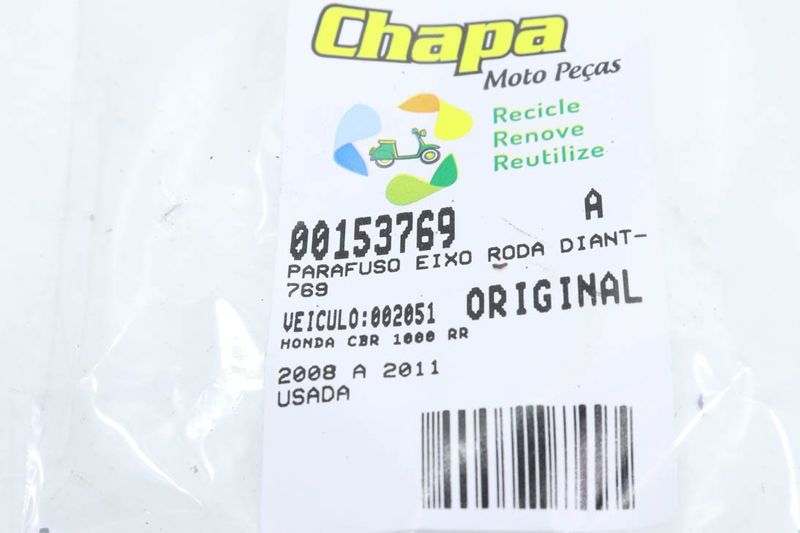 Chapa
Moto Peças
Recicle
Renove
Reutilize
00153769 A
PARAFUSO EIXO RODA DIANT-
769
VEICULO:002051 ORIGINAL
HONDA CBR 1000 RR
2008 A 2011
USADA